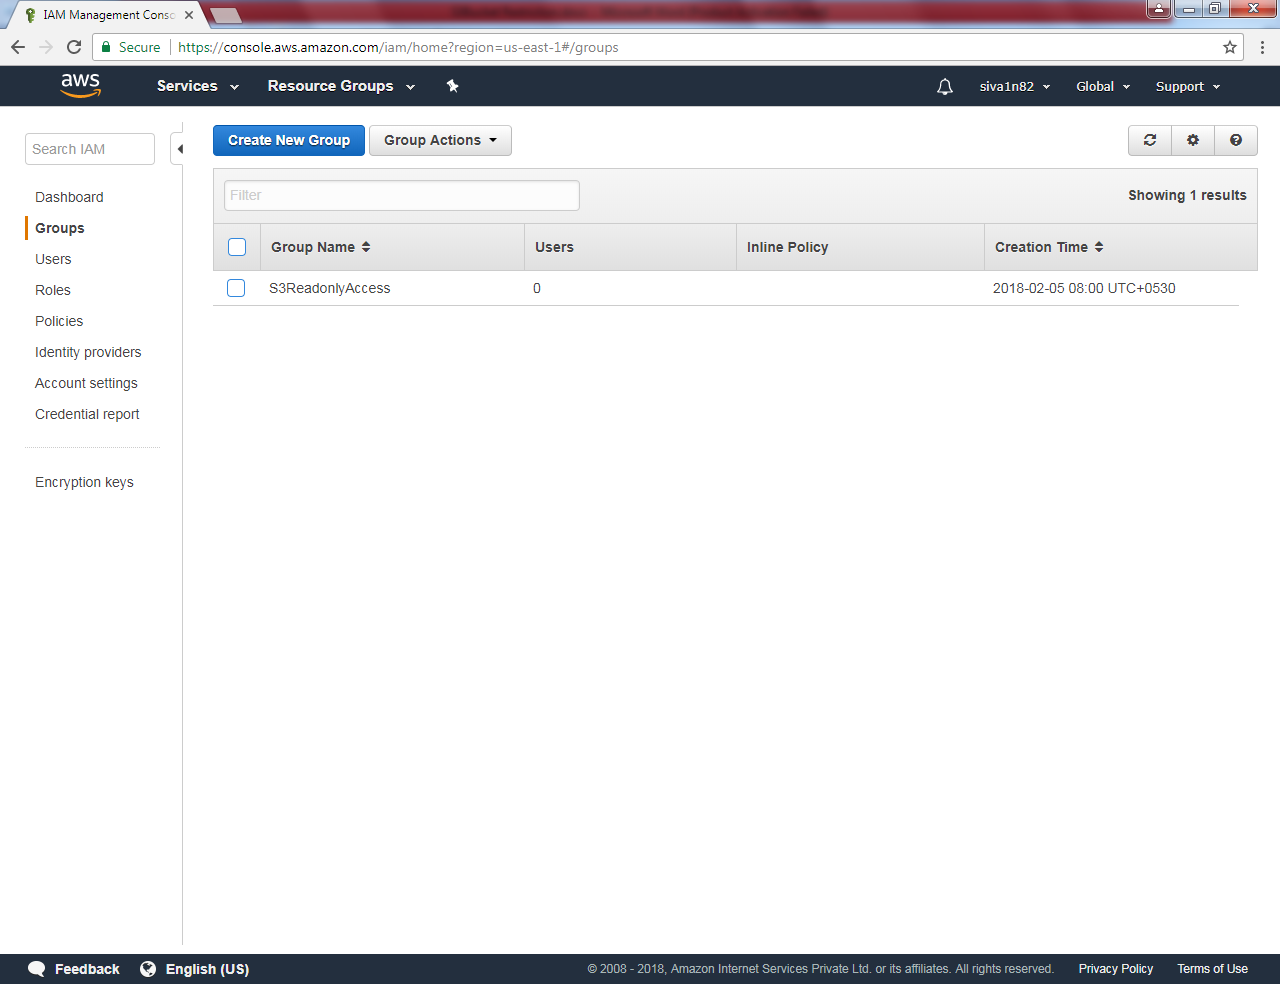 IAM Management Conso
Secure https://console.aws.amazon.com/iam/home?region=us-east-1#/groups
aws Services Resource Groups siva1n82 Global Support
Search IAM
Dashboard
Groups
Users
Roles
Policies
Identity providers
Account settings
Credential report
Encryption keys
Create New Group Group Actions
Filter Showing 1 results
Group Name Users Inline Policy Creation Time
S3ReadonlyAccess 0 2018-02-05 08:00 UTC+0530
Feedback English (US) © 2008 - 2018, Amazon Internet Services Private Ltd. or its affiliates. All rights reserved. Privacy Policy Terms of Use